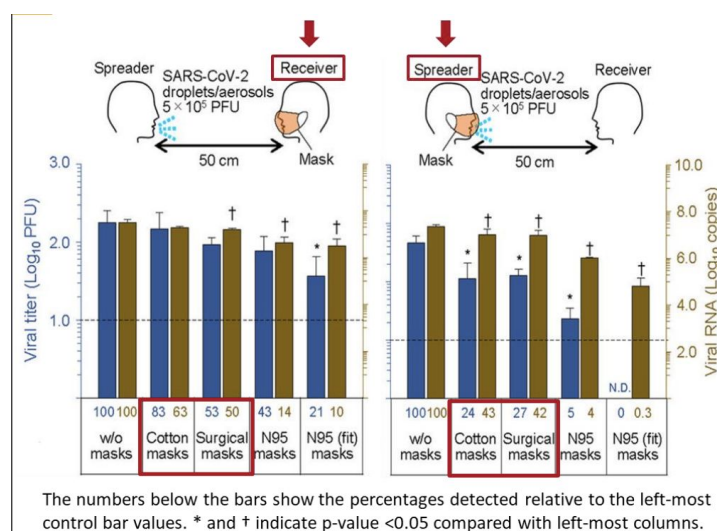 Spreader
SARS-CoV-2
droplets/aerosols
5 × 10⁵ PFU
Receiver
50 cm
Mask
Spreader
SARS-CoV-2
droplets/aerosols
5 × 10⁵ PFU
Receiver
Mask
50 cm
Viral titer (Log₁₀ PFU)
3.0
2.0
1.0
† † * †
* † * † * † N.D. †
10.0
8.0
6.0
4.0
2.0
Viral RNA (Log₁₀ copies)
100 100 83 63 53 50 43 14 21 10
w/o masks
Cotton masks
Surgical masks
N95 masks
N95 (fit) masks
100 100 24 43 27 42 5 4 0 0.3
w/o masks
Cotton masks
Surgical masks
N95 masks
N95 (fit) masks
The numbers below the bars show the percentages detected relative to the left-most
control bar values. * and † indicate p-value <0.05 compared with left-most columns.